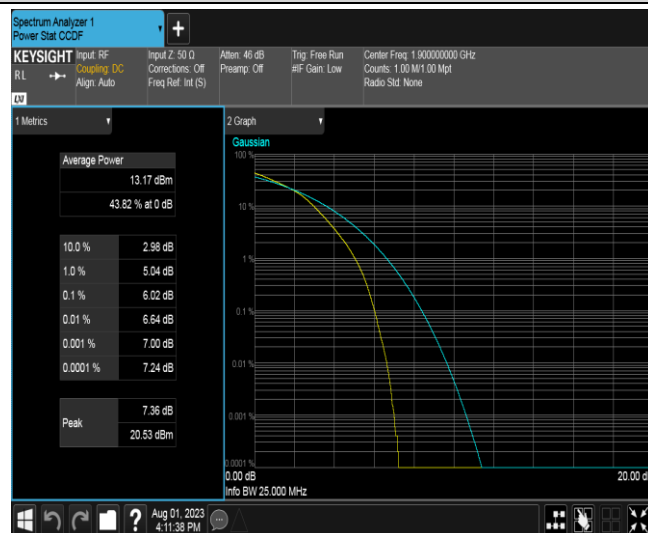 Spectrum Analyzer 1
Power Stat CCDF
+
KEYSIGHT
RL
LXI
Input: RF
Coupling: DC
Align: Auto
Input Z: 50 Ω
Corrections: Off
Freq Ref: Int (S)
Atten: 46 dB
Preamp: Off
Trig: Free Run
#IF Gain: Low
Center Freq: 1.900000000 GHz
Counts: 1.00 M/1.00 Mpt
Radio Std: None
1 Metrics
Average Power
13.17 dBm
43.82 % at 0 dB
10.0 % 2.98 dB
1.0 % 5.04 dB
0.1 % 6.02 dB
0.01 % 6.64 dB
0.001 % 7.00 dB
0.0001 % 7.24 dB
Peak 7.36 dB
20.53 dBm
2 Graph
Gaussian
100 %
10 %
1 %
0.1 %
0.01 %
0.001 %
0.0001 %
0.00 dB
20.00 d
Info BW 25.000 MHz
?
Aug 01, 2023
4:11:38 PM